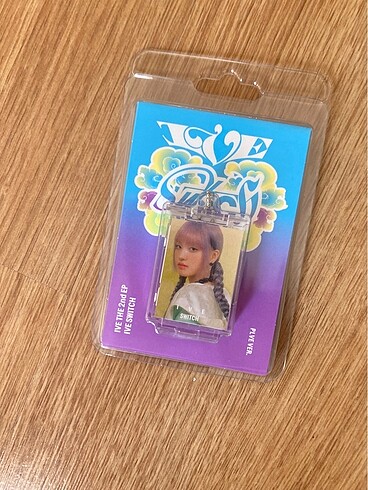 IVE
SWITCH
IVE THE 2nd EP
IVE SWITCH
PLVE VER.